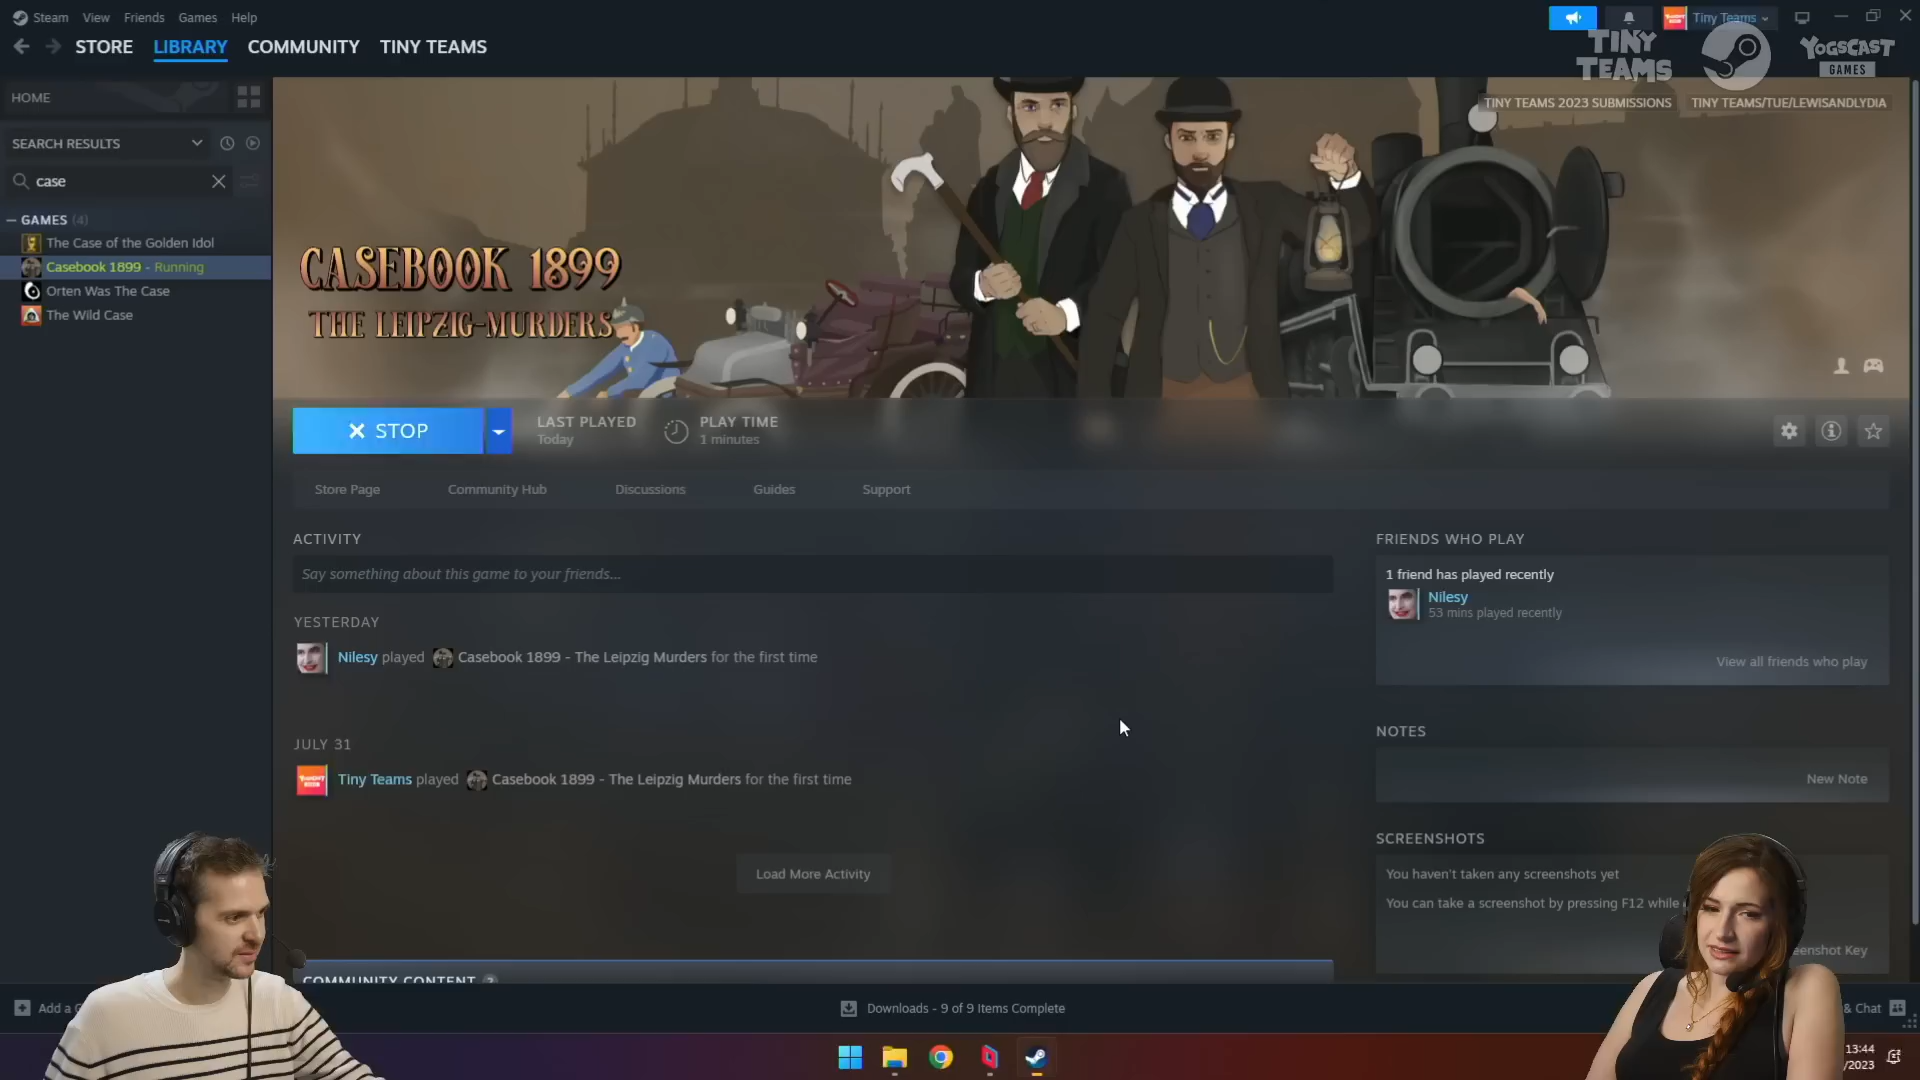 Steam View Friends Games Help
Tiny Teams
STORE LIBRARY COMMUNITY TINY TEAMS
TINY TEAMS
YOGSCAST GAMES
HOME
TINY TEAMS 2023 SUBMISSIONS TINY TEAMS/TUE/LEWISANDLYDIA
SEARCH RESULTS
case
GAMES (4)
The Case of the Golden Idol
Casebook 1899 - Running
Orten Was The Case
The Wild Case
CASEBOOK 1899
THE LEIPZIG-MURDERS
STOP
LAST PLAYED
Today
PLAY TIME
1 minutes
Store Page Community Hub Discussions Guides Support
ACTIVITY
Say something about this game to your friends...
YESTERDAY
Nilesy played Casebook 1899 - The Leipzig Murders for the first time
JULY 31
Tiny Teams played Casebook 1899 - The Leipzig Murders for the first time
Load More Activity
FRIENDS WHO PLAY
1 friend has played recently
Nilesy
53 mins played recently
View all friends who play
NOTES
New Note
SCREENSHOTS
You haven't taken any screenshots yet
You can take a screenshot by pressing F12 while
Key
COMMUNITY CONTENT
Add a
Downloads - 9 of 9 Items Complete
& Chat
13:44
/2023